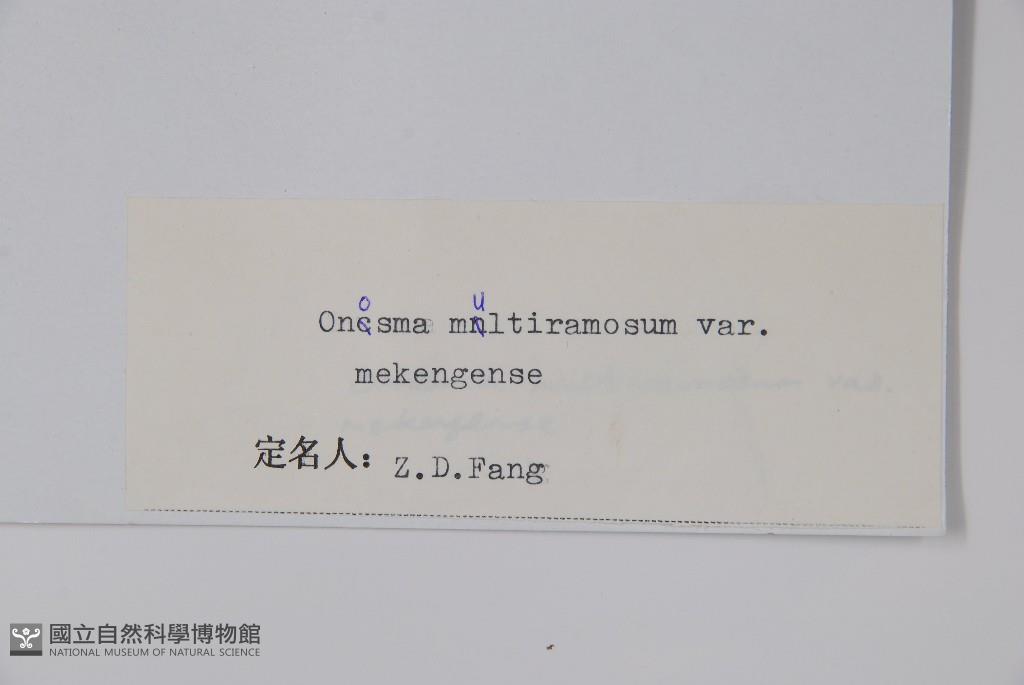 Onosma multiramosum var.
mekengense
定名人： Z.D.Fang
國立自然科學博物館
NATIONAL MUSEUM OF NATURAL SCIENCE